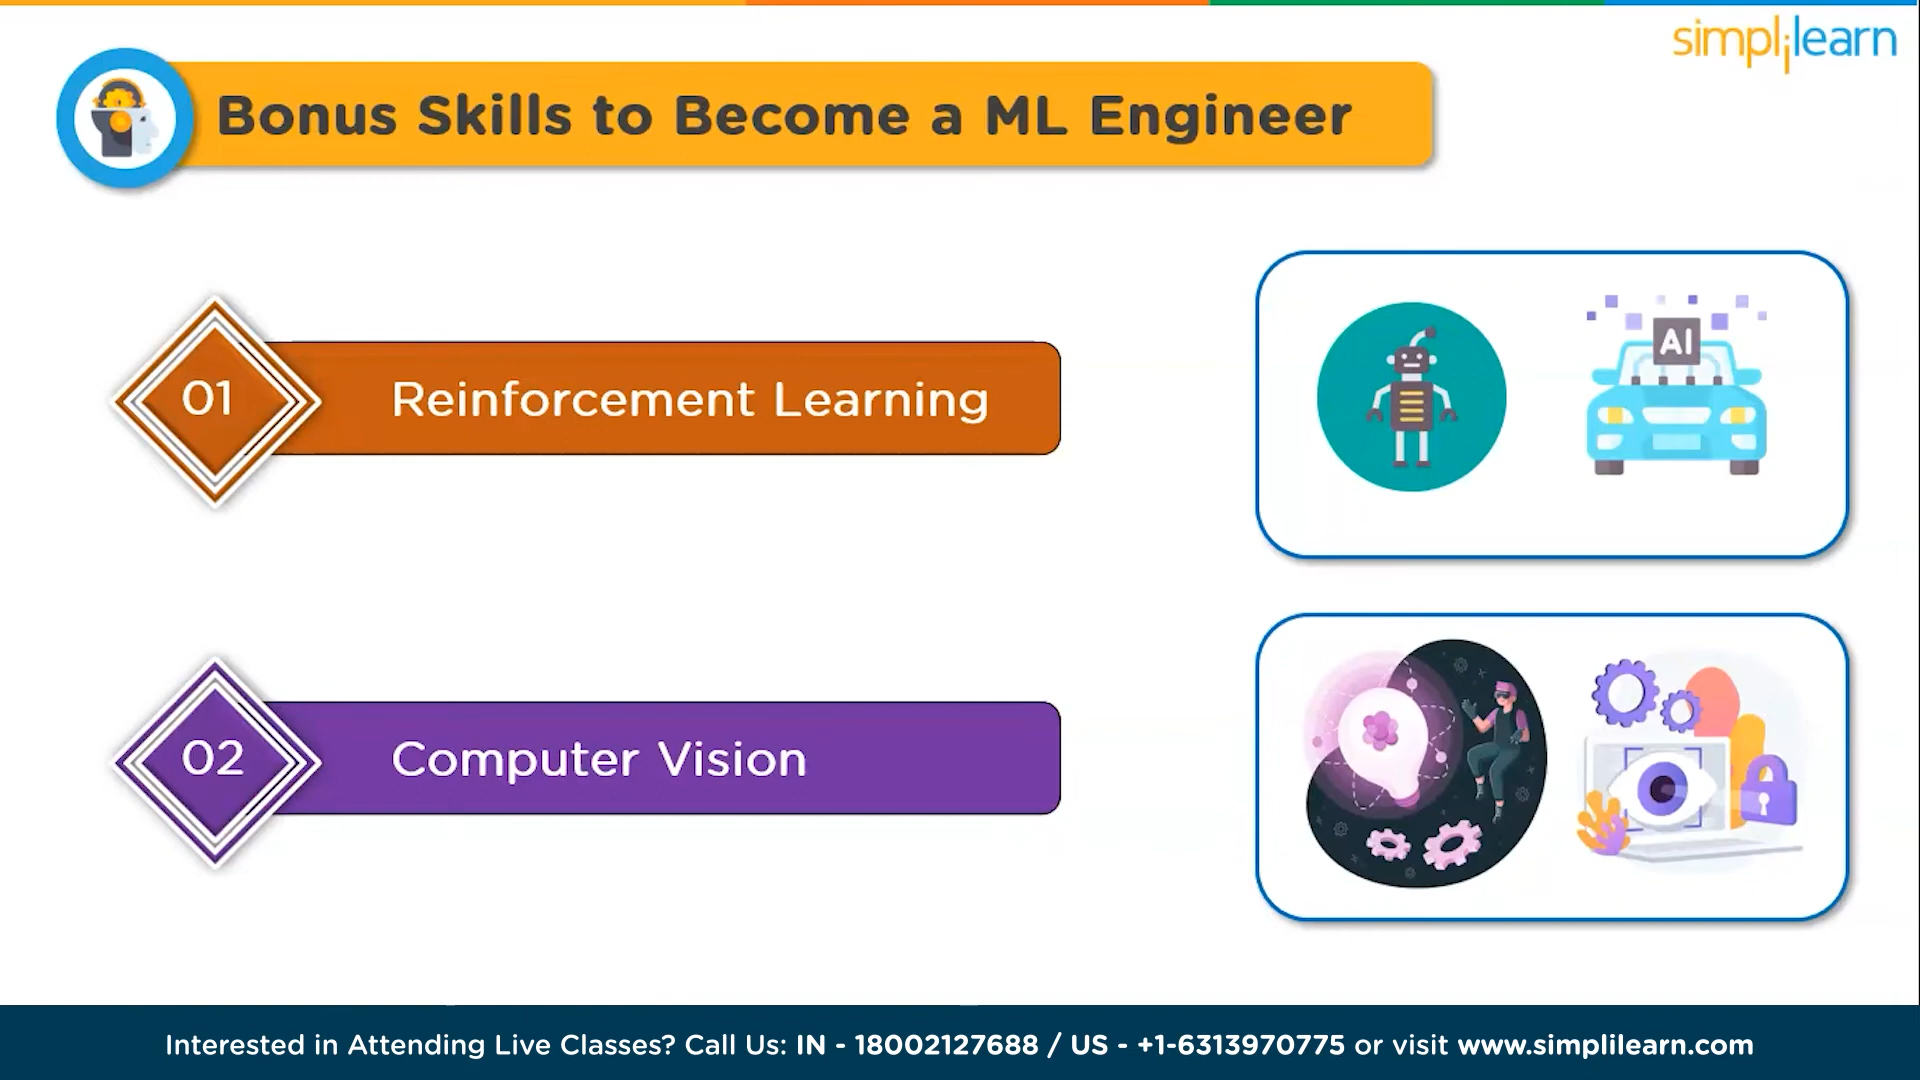 simplilearn
Bonus Skills to Become a ML Engineer
01
Reinforcement Learning
AI
02
Computer Vision
Interested in Attending Live Classes? Call Us: IN - 18002127688 / US - +1-6313970775 or visit www.simplilearn.com